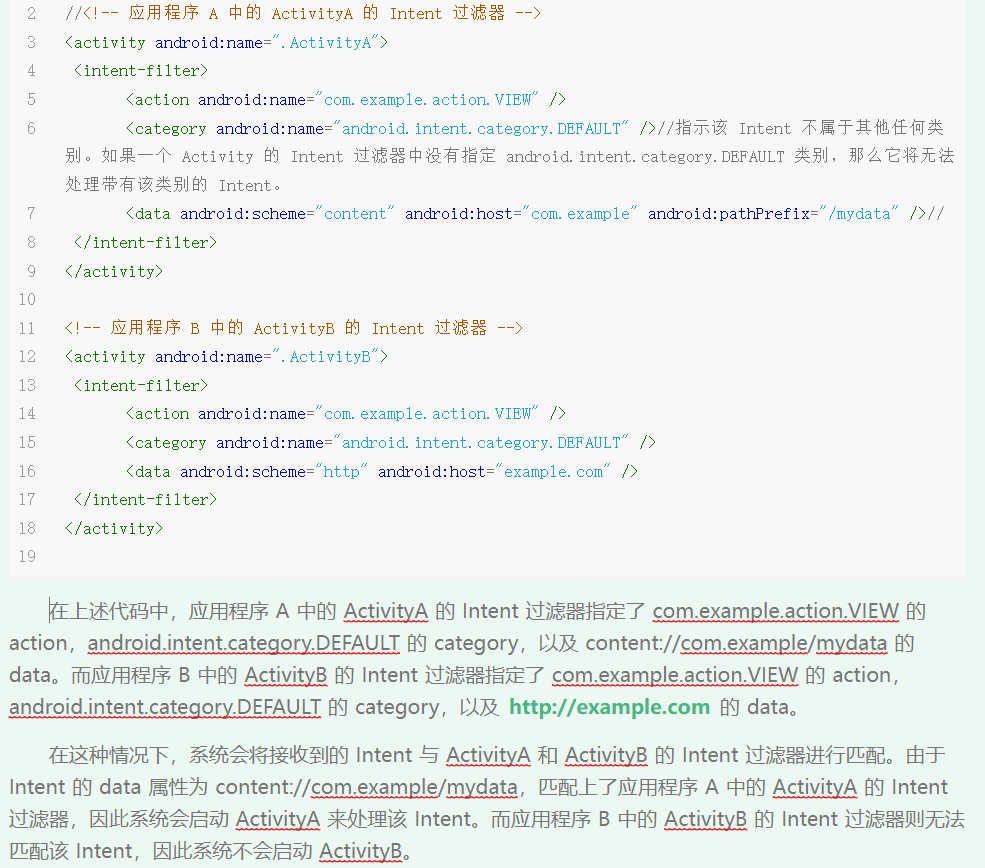 2 //<!-- 应用程序 A 中的 ActivityA 的 Intent 过滤器 -->
3 <activity android:name=".ActivityA">
4 <intent-filter>
5 <action android:name="com.example.action.VIEW" />
6 <category android:name="android.intent.category.DEFAULT" />//指示该 Intent 不属于其他任何类
别。如果一个 Activity 的 Intent 过滤器中没有指定 android.intent.category.DEFAULT 类别，那么它将无法
处理带有该类别的 Intent。
7 <data android:scheme="content" android:host="com.example" android:pathPrefix="/mydata" />//
8 </intent-filter>
9 </activity>
10
11 <!-- 应用程序 B 中的 ActivityB 的 Intent 过滤器 -->
12 <activity android:name=".ActivityB">
13 <intent-filter>
14 <action android:name="com.example.action.VIEW" />
15 <category android:name="android.intent.category.DEFAULT" />
16 <data android:scheme="http" android:host="example.com" />
17 </intent-filter>
18 </activity>
19
在上述代码中，应用程序 A 中的 ActivityA 的 Intent 过滤器指定了 com.example.action.VIEW 的
action，android.intent.category.DEFAULT 的 category，以及 content://com.example/mydata 的
data。而应用程序 B 中的 ActivityB 的 Intent 过滤器指定了 com.example.action.VIEW 的 action，
android.intent.category.DEFAULT 的 category，以及 http://example.com 的 data。
在这种情况下，系统会将接收到的 Intent 与 ActivityA 和 ActivityB 的 Intent 过滤器进行匹配。由于
Intent 的 data 属性为 content://com.example/mydata，匹配上了应用程序 A 中的 ActivityA 的 Intent
过滤器，因此系统会启动 ActivityA 来处理该 Intent。而应用程序 B 中的 ActivityB 的 Intent 过滤器则无法
匹配该 Intent，因此系统不会启动 ActivityB。